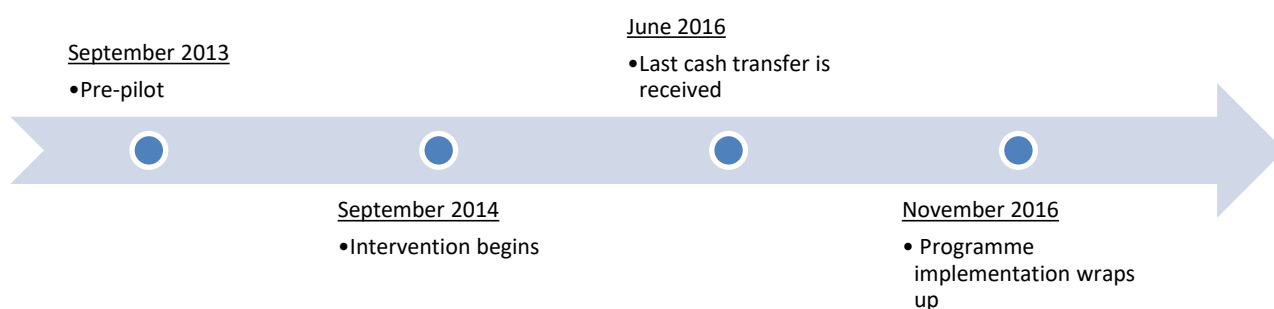 September 2013
•Pre-pilot
September 2014
•Intervention begins
June 2016
•Last cash transfer is
received
November 2016
• Programme
implementation wraps
up